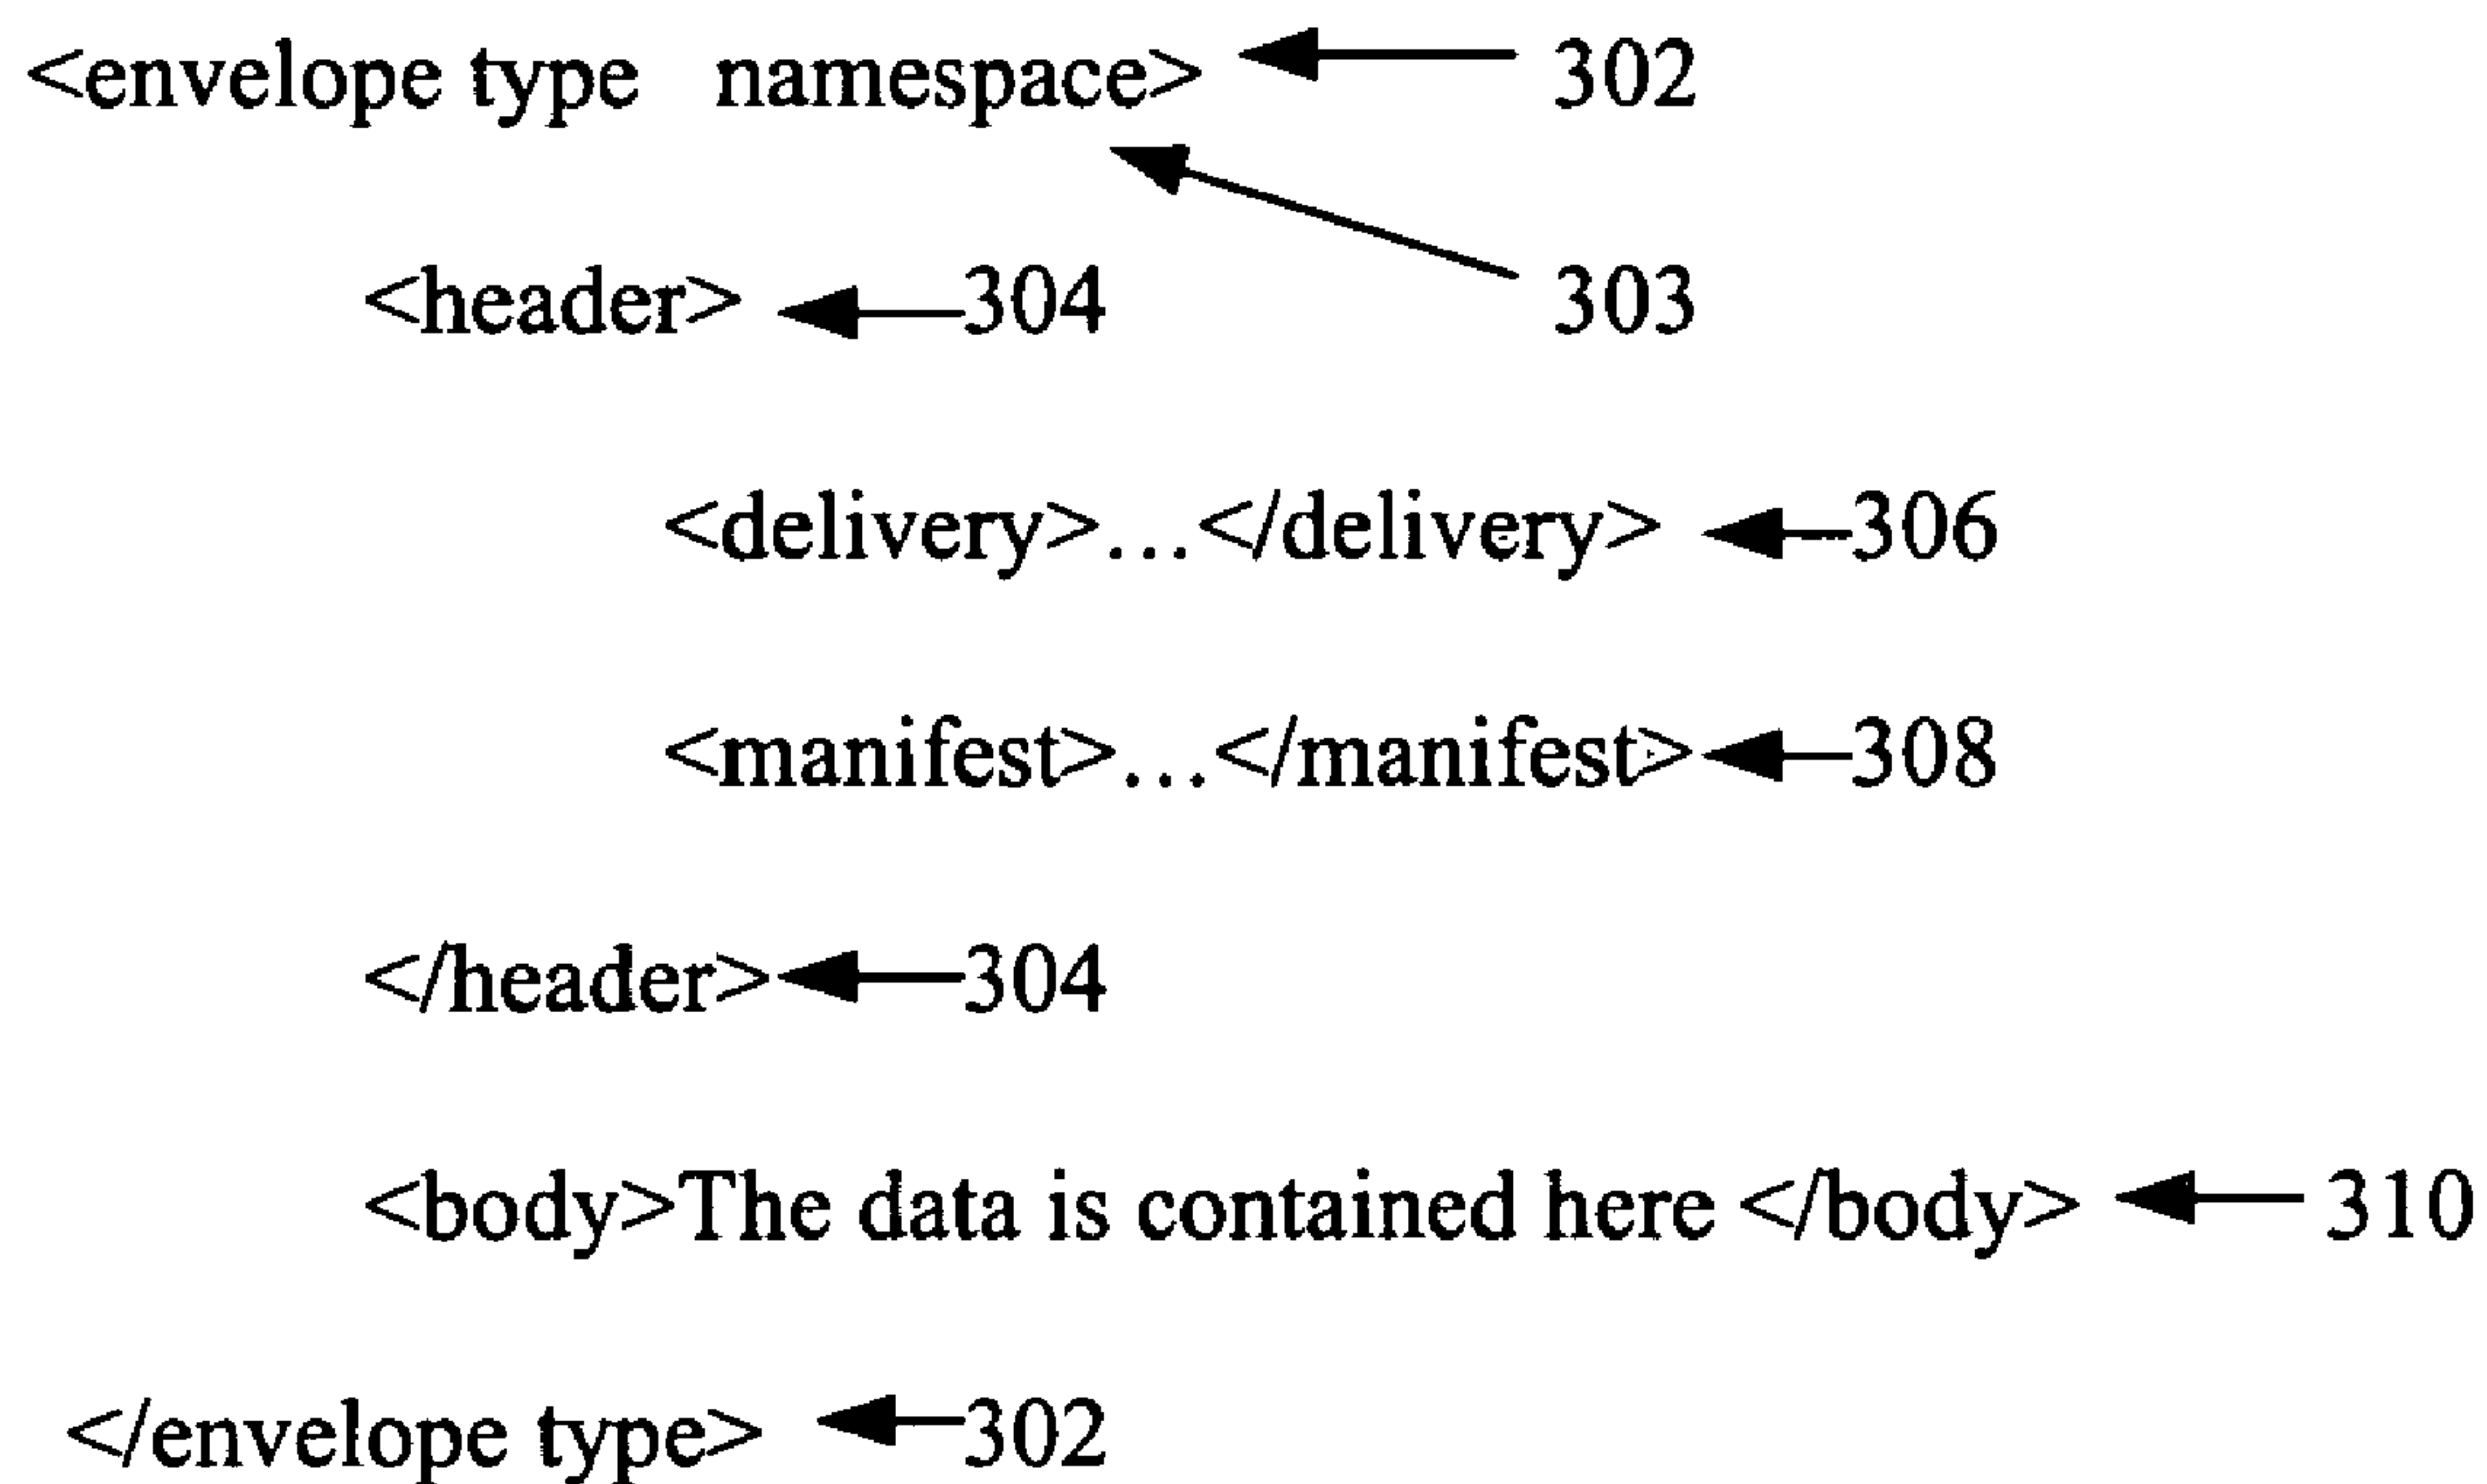 <envelope type namespace> 302
303
<header> 304
<delivery>...</delivery> 306
<manifest>...</manifest> 308
</header> 304
<body>The data is contained here </body> 310
</envelope type> 302